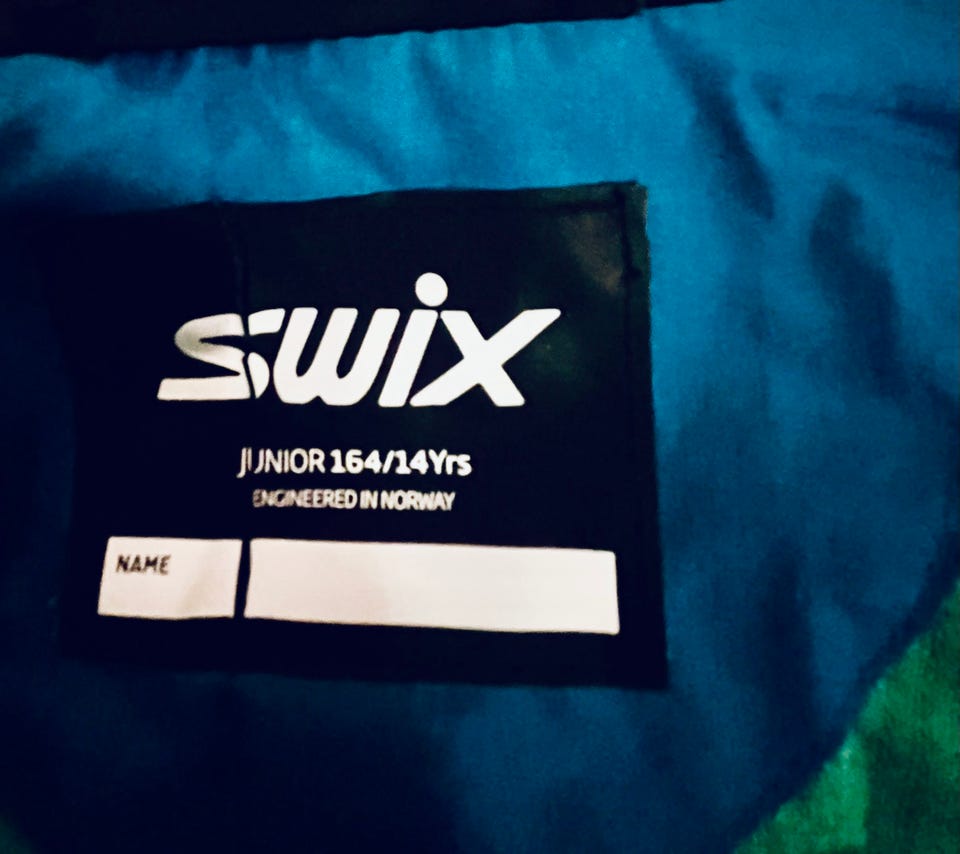 SWIX
JUNIOR 164/14Yrs
ENGINEERED IN NORWAY
NAME